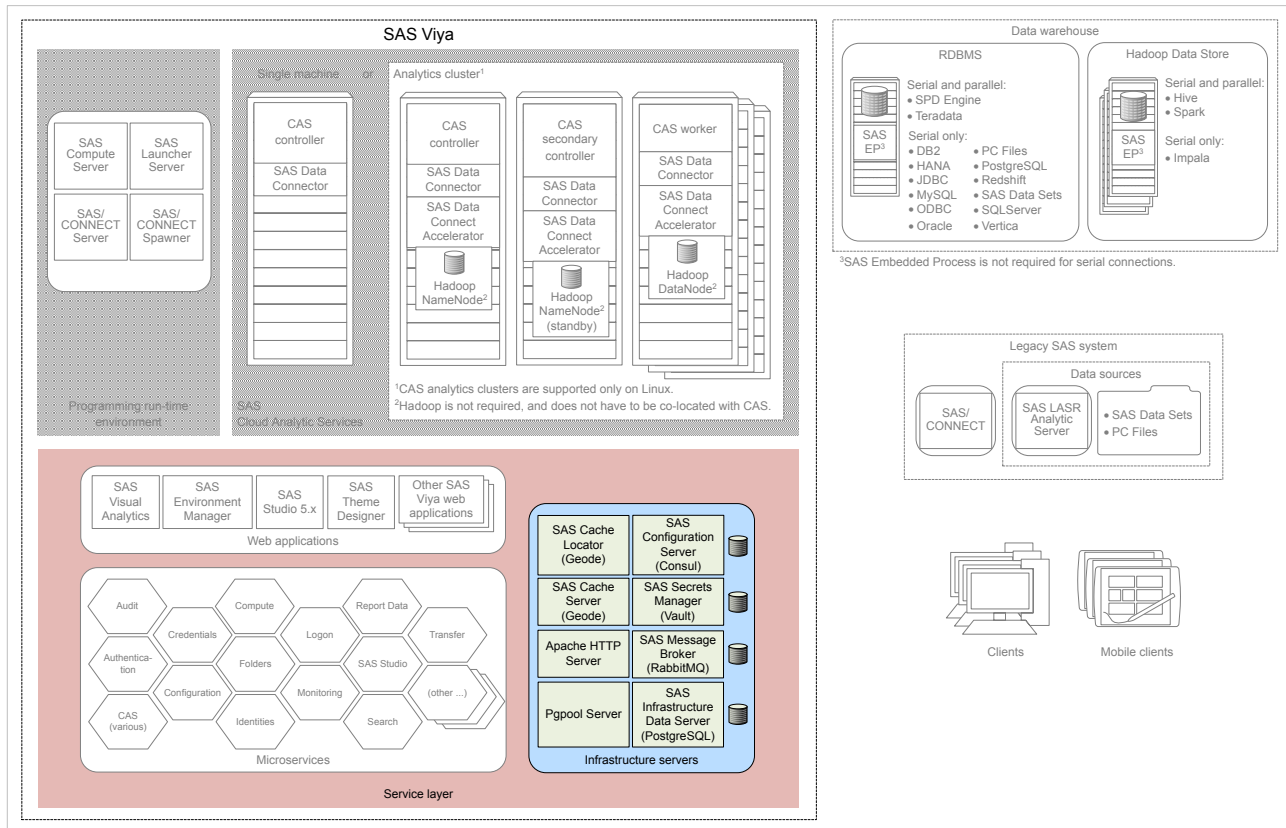 SAS Viya
Single machine or Analytics cluster¹
SAS
Compute
Server
SAS
Launcher
Server
SAS/
CONNECT
Server
SAS/
CONNECT
Spawner
Programming run-time
environment
CAS
controller
SAS Data
Connector
CAS
controller
SAS Data
Connector
SAS Data
Connect
Accelerator
Hadoop
NameNode²
CAS
secondary
controller
SAS Data
Connector
SAS Data
Connect
Accelerator
Hadoop
NameNode²
(standby)
CAS worker
SAS Data
Connector
SAS Data
Connect
Accelerator
Hadoop
DataNode²
¹CAS analytics clusters are supported only on Linux.
²Hadoop is not required, and does not have to be co-located with CAS.
SAS
Cloud Analytic Services
SAS
Visual
Analytics
SAS
Environment
Manager
SAS
Studio 5.x
SAS
Theme
Designer
Other SAS
Viya web
applications
Web applications
Audit
Compute
Report Data
Credentials
Logon
Transfer
Authentica-
tion
Folders
SAS Studio
Configuration
Monitoring
(other ...)
CAS
(various)
Identities
Search
Microservices
SAS Cache
Locator
(Geode)
SAS
Configuration
Server
(Consul)
SAS Cache
Server
(Geode)
SAS Secrets
Manager
(Vault)
Apache HTTP
Server
SAS Message
Broker
(RabbitMQ)
Pgpool Server
SAS
Infrastructure
Data Server
(PostgreSQL)
Infrastructure servers
Service layer
Data warehouse
RDBMS
SAS
EP³
Serial and parallel:
• SPD Engine
• Teradata
Serial only:
• DB2
• HANA
• JDBC
• MySQL
• ODBC
• Oracle
• PC Files
• PostgreSQL
• Redshift
• SAS Data Sets
• SQLServer
• Vertica
Hadoop Data Store
SAS
EP³
Serial and parallel:
• Hive
• Spark
Serial only:
• Impala
³SAS Embedded Process is not required for serial connections.
Legacy SAS system
Data sources
SAS/
CONNECT
SAS LASR
Analytic
Server
• SAS Data Sets
• PC Files
Clients
Mobile clients